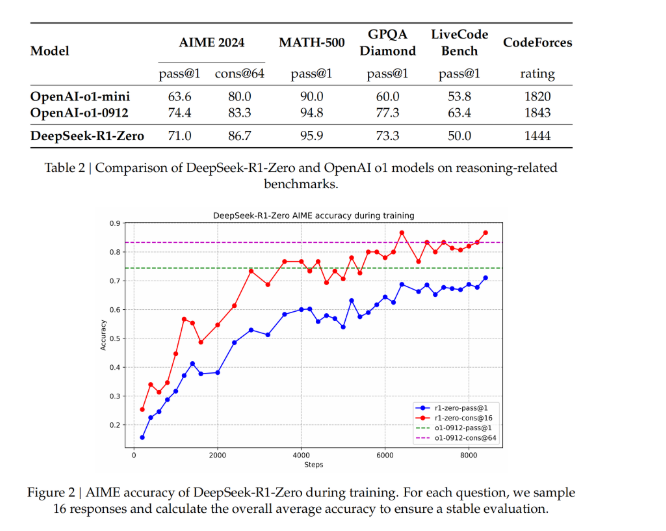 Model AIME 2024 MATH-500 GPQA Diamond LiveCode Bench CodeForces
pass@1 cons@64 pass@1 pass@1 pass@1 rating
OpenAI-o1-mini 63.6 80.0 90.0 60.0 53.8 1820
OpenAI-o1-0912 74.4 83.3 94.8 77.3 63.4 1843
DeepSeek-R1-Zero 71.0 86.7 95.9 73.3 50.0 1444
Table 2 | Comparison of DeepSeek-R1-Zero and OpenAI o1 models on reasoning-related
benchmarks.
DeepSeek-R1-Zero AIME accuracy during training
0.9
0.8
0.7
0.6
0.5
0.4
0.3
0.2
Accuracy
r1-zero-pass@1
r1-zero-cons@16
o1-0912-pass@1
o1-0912-cons@64
0 2000 4000 6000 8000
Steps
Figure 2 | AIME accuracy of DeepSeek-R1-Zero during training. For each question, we sample
16 responses and calculate the overall average accuracy to ensure a stable evaluation.